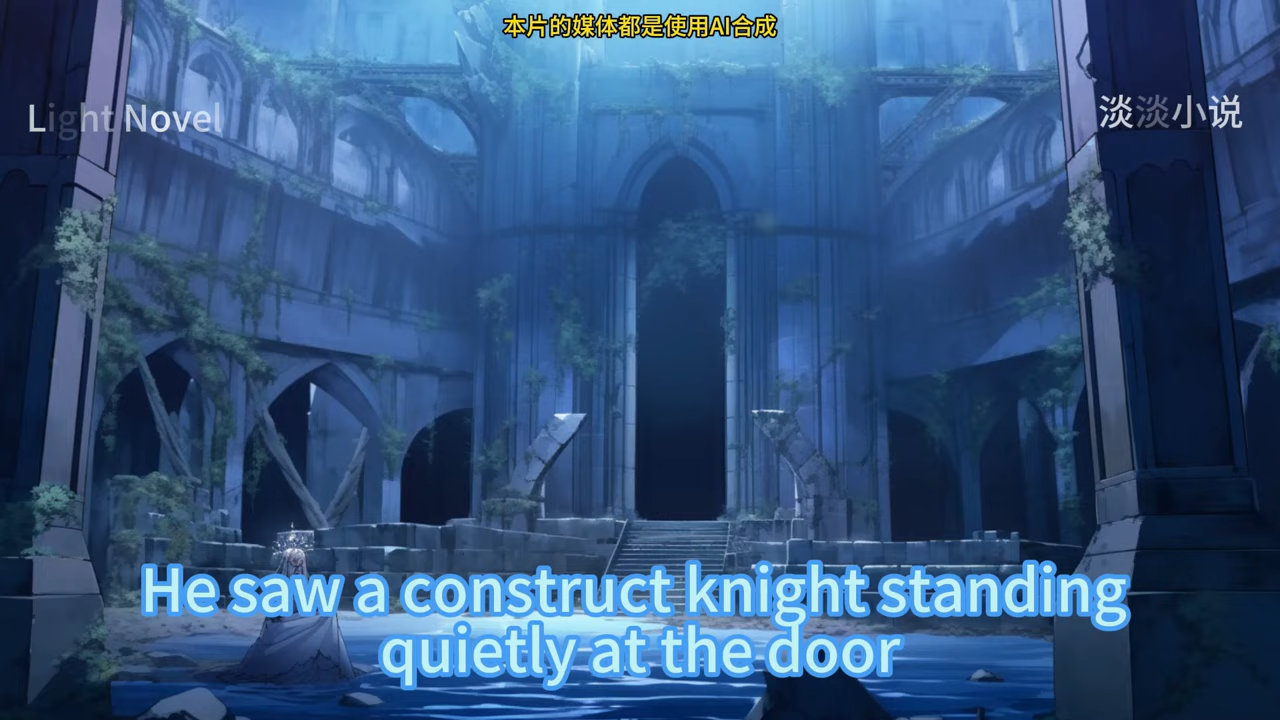 本片的媒体都是使用AI合成
Light Novel
淡淡小说
He saw a construct knight standing
quietly at the door